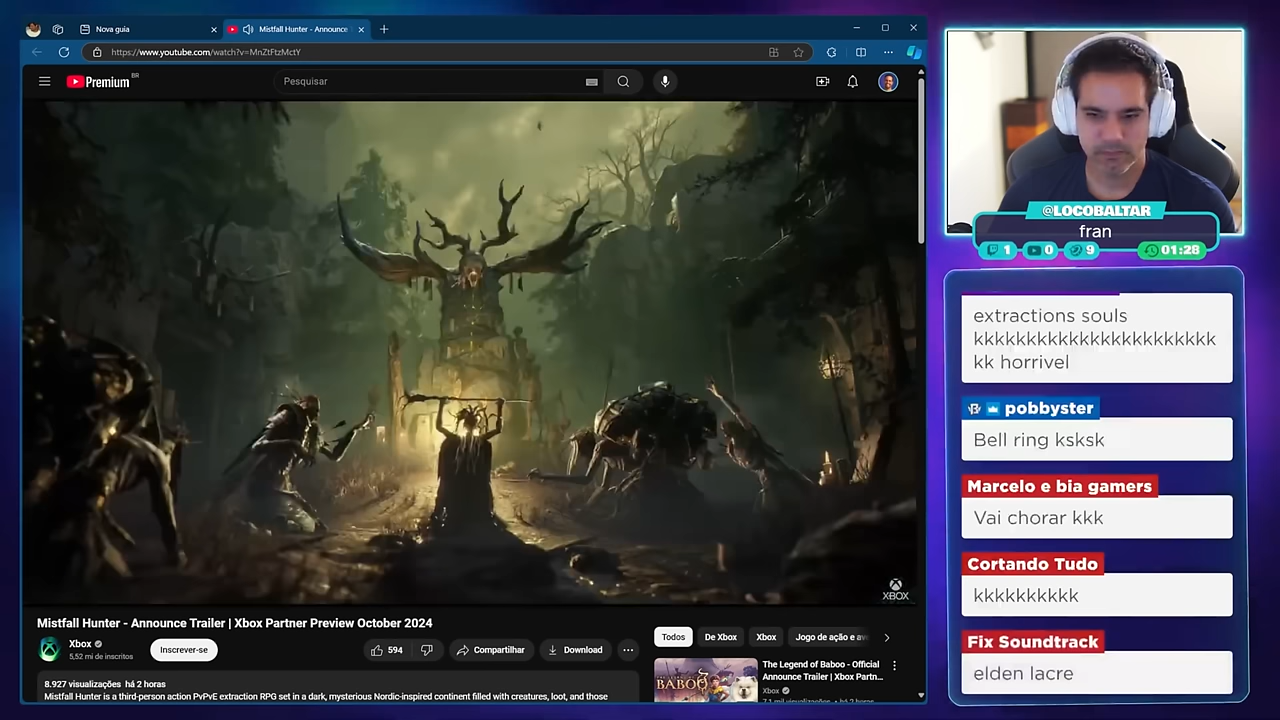 Nova guia
Mistfall Hunter - Announce
https://www.youtube.com/watch?v=MnZtFtzMctY
Premium BR
Pesquisar
XBOX
Mistfall Hunter - Announce Trailer | Xbox Partner Preview October 2024
Xbox
5,52 mi de inscritos
Inscrever-se
594
Compartilhar
Download
8.927 visualizações há 2 horas
Mistfall Hunter is a third-person action PvPvE extraction RPG set in a dark, mysterious Nordic-inspired continent filled with creatures, loot, and those
Todos
De Xbox
Xbox
Jogo de ação e ave
BABOO
The Legend of Baboo - Official
Announce Trailer | Xbox Partn...
Xbox
@LOCOBALTAR
fran
1
0
9
01:28
extractions souls
kkkkkkkkkkkkkkkkkkkkkkk
kk horrivel
pobbyster
Bell ring ksksk
Marcelo e bia gamers
Vai chorar kkk
Cortando Tudo
kkkkkkkkkk
Fix Soundtrack
elden lacre